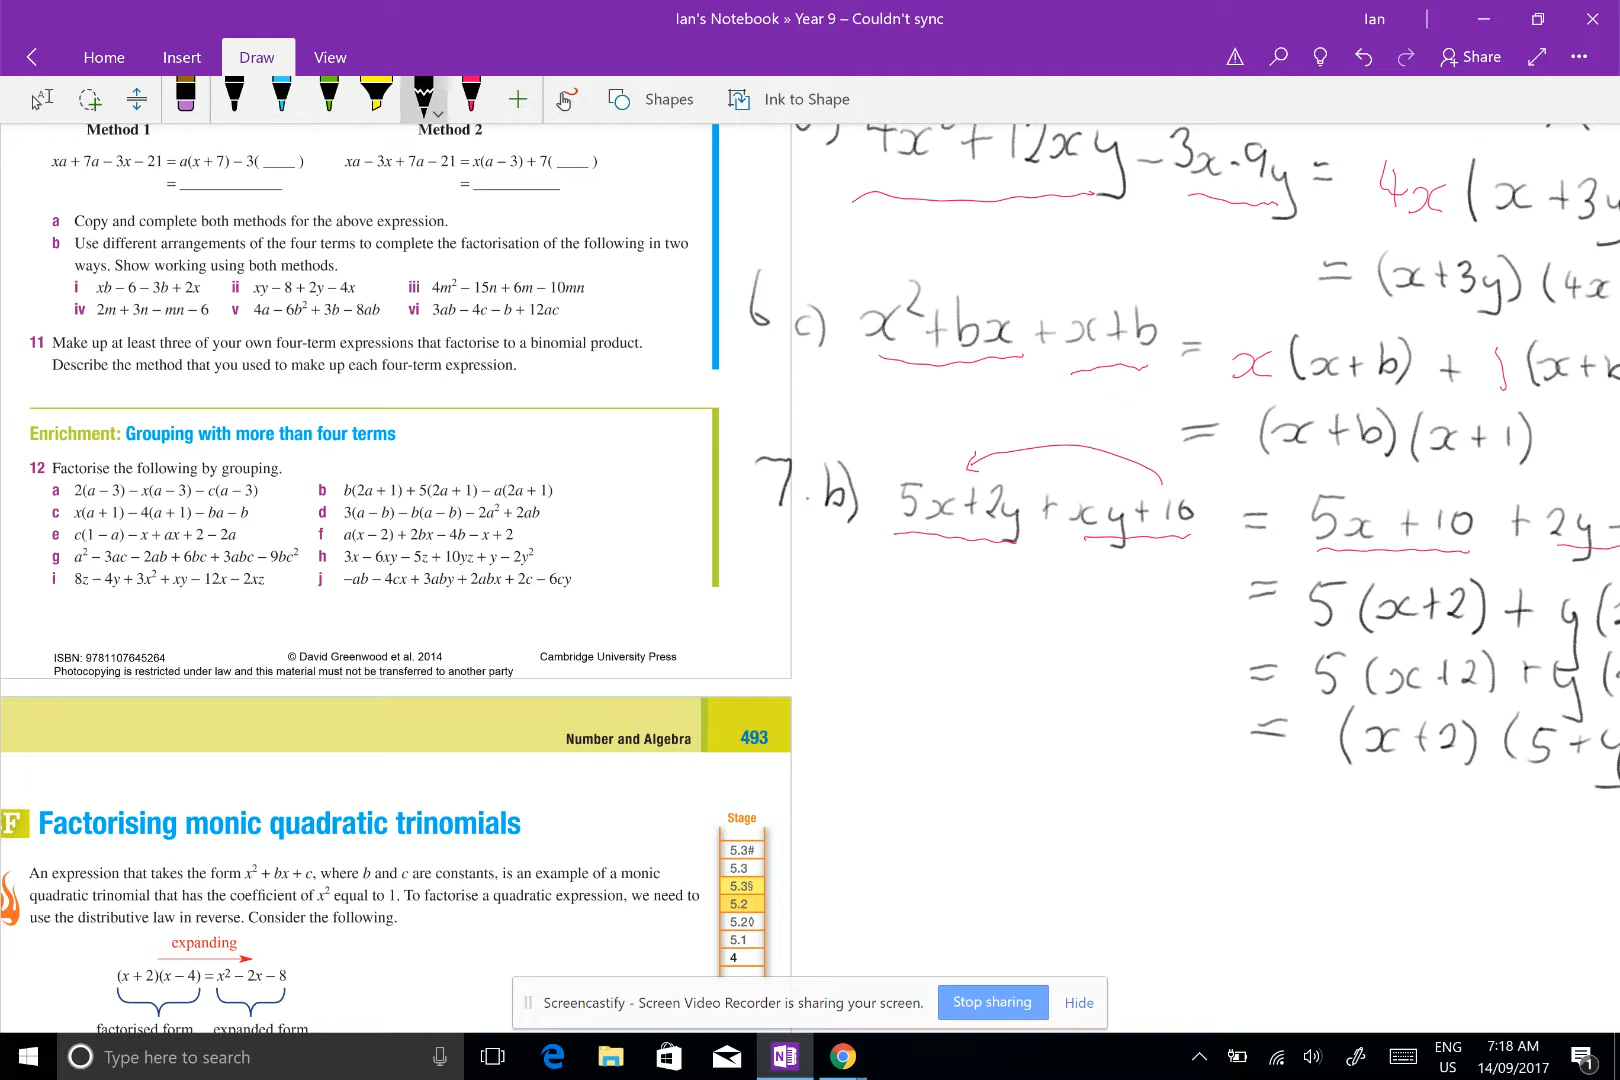 Ian's Notebook » Year 9 – Couldn't sync
Ian
Home Insert Draw View
Share
Shapes Ink to Shape
Method 1 Method 2
xa + 7a – 3x – 21 = a(x + 7) – 3( ____ ) xa – 3x + 7a – 21 = x(a – 3) + 7( ____ )
= ____________ = ____________
a Copy and complete both methods for the above expression.
b Use different arrangements of the four terms to complete the factorisation of the following in two
ways. Show working using both methods.
i xb – 6 – 3b + 2x ii xy – 8 + 2y – 4x iii 4m² – 15n + 6m – 10mn
iv 2m + 3n – mn – 6 v 4a – 6b² + 3b – 8ab vi 3ab – 4c – b + 12ac
11 Make up at least three of your own four-term expressions that factorise to a binomial product.
Describe the method that you used to make up each four-term expression.
Enrichment: Grouping with more than four terms
12 Factorise the following by grouping.
a 2(a – 3) – x(a – 3) – c(a – 3) b b(2a + 1) + 5(2a + 1) – a(2a + 1)
c x(a + 1) – 4(a + 1) – ba – b d 3(a – b) – b(a – b) – 2a² + 2ab
e c(1 – a) – x + ax + 2 – 2a f a(x – 2) + 2bx – 4b – x + 2
g a² – 3ac – 2ab + 6bc + 3abc – 9bc² h 3x – 6xy – 5z + 10yz + y – 2y²
i 8z – 4y + 3x² + xy – 12x – 2xz j –ab – 4cx + 3aby + 2abx + 2c – 6cy
ISBN: 9781107645264 © David Greenwood et al. 2014 Cambridge University Press
Photocopying is restricted under law and this material must not be transferred to another party
Number and Algebra 493
F Factorising monic quadratic trinomials
Stage
5.3#
5.3
5.3§
5.2
5.2◊
5.1
4
An expression that takes the form x² + bx + c, where b and c are constants, is an example of a monic
quadratic trinomial that has the coefficient of x² equal to 1. To factorise a quadratic expression, we need to
use the distributive law in reverse. Consider the following.
expanding
(x + 2)(x – 4) = x2 – 2x – 8
factorised form expanded form
4x² + 12xy – 3x - 9y = 4x (x + 3y
= (x+3y) (4x
6 c) x² + bx + x + b = x (x + b) + 1 (x + b
= (x + b) (x + 1)
7. b) 5x + 2y + xy + 10 = 5x + 10 + 2y
= 5 (x+2) + y (
= 5 (x+2) + y (
= (x+2) (5 + y
Screencastify - Screen Video Recorder is sharing your screen. Stop sharing Hide
Type here to search
ENG
US
7:18 AM
14/09/2017
1